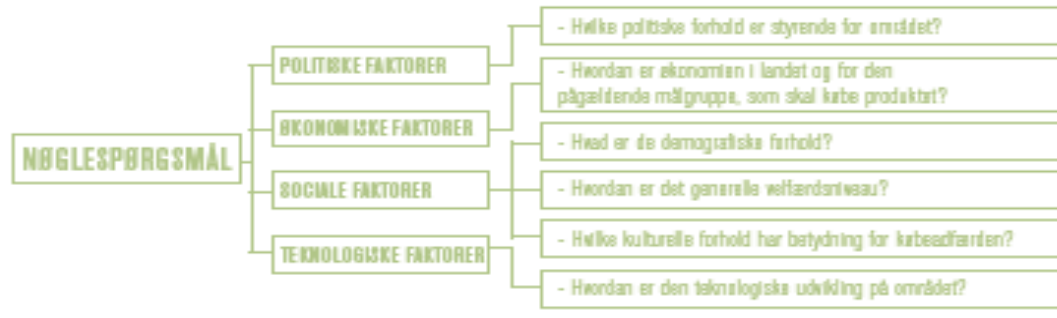 NØGLESPØRGSMÅL
POLITISKE FAKTORER
- Hvilke politiske forhold er styrende for området?
ØKONOMISKE FAKTORER
- Hvordan er økonomien i landet og for den
pågældende målgruppe, som skal købe produktet?
SOCIALE FAKTORER
- Hvad er de demografiske forhold?
- Hvordan er det generelle velfærdsniveau?
- Hvilke kulturelle forhold har betydning for købeadfærden?
TEKNOLOGISKE FAKTORER
- Hvordan er den teknologiske udvikling på området?